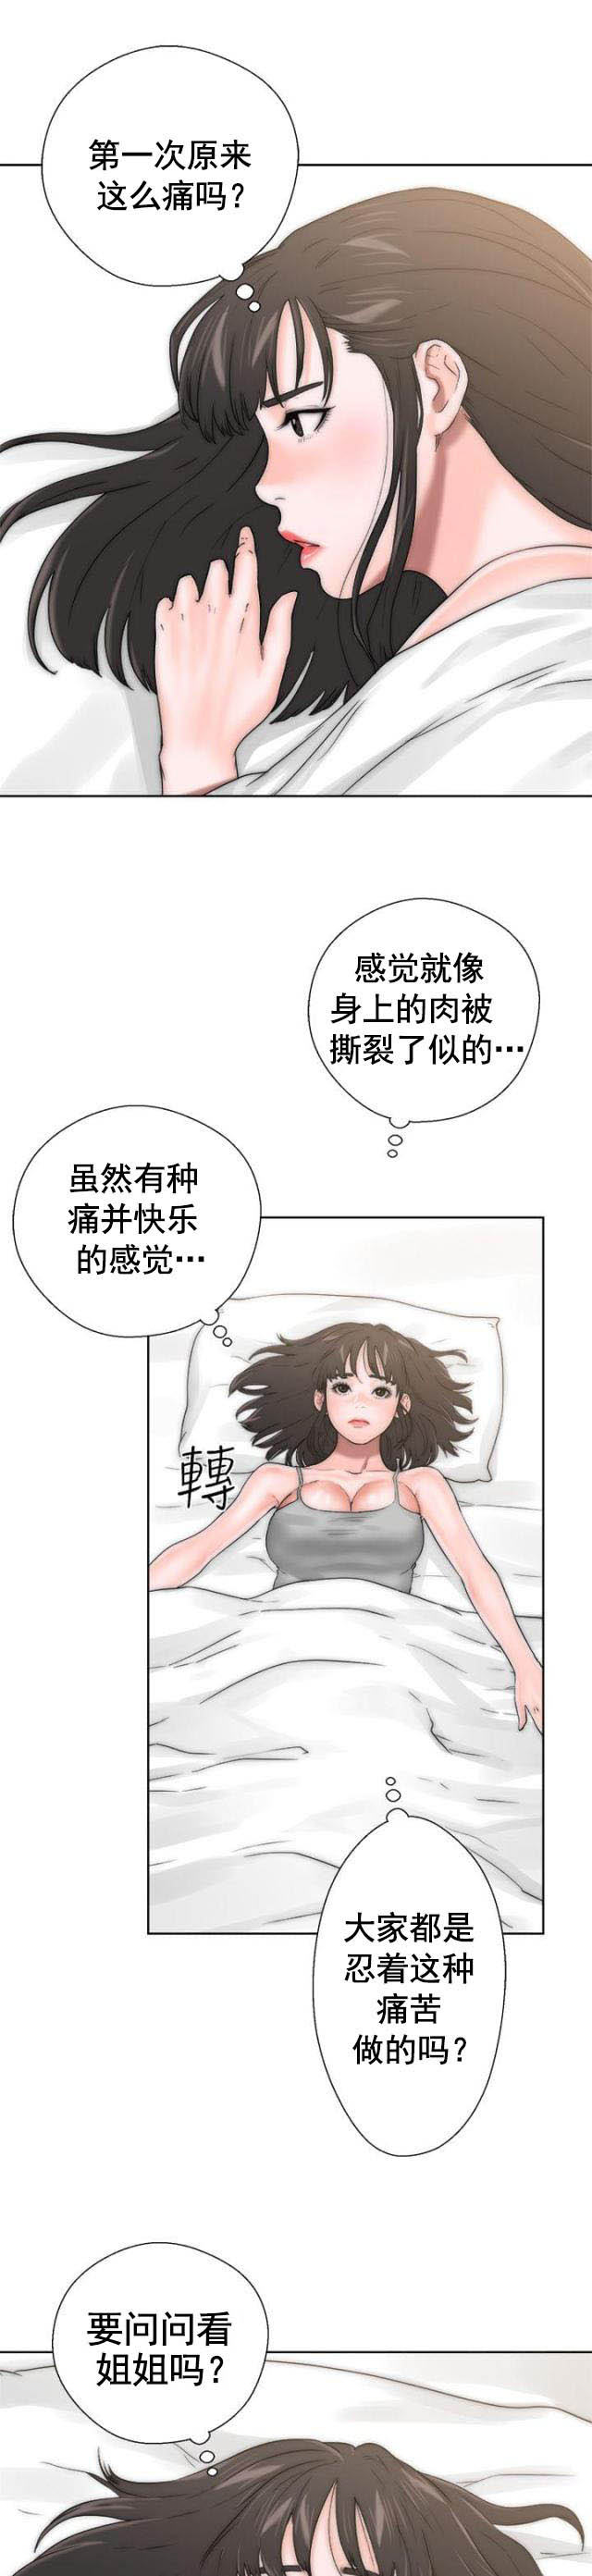 第一次原来
这么痛吗？
感觉就像
身上的肉被
撕裂了似的…
虽然有种
痛并快乐
的感觉…
轉
大家都是
忍着这种
痛苦
做的吗？
要问问看
姐姐吗？